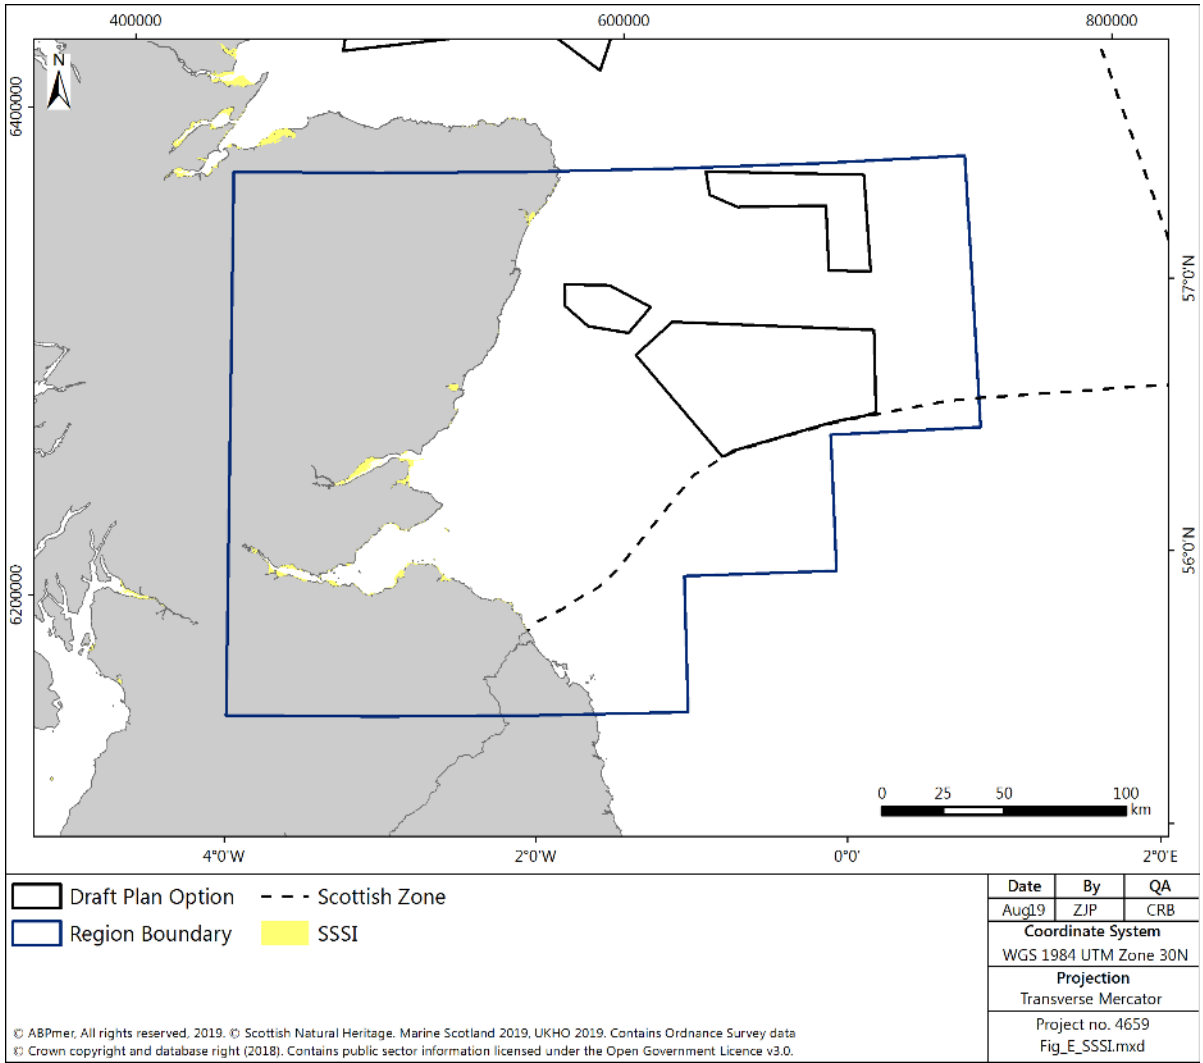 400000 600000 800000
N
6400000
57°0'N
56°0'N
6200000
0 25 50 100
km
4°0'W 2°0'W 0°0' 2°0'E
Draft Plan Option Scottish Zone
Region Boundary SSSI
Date By QA
Aug19 ZJP CRB
Coordinate System
WGS 1984 UTM Zone 30N
Projection
Transverse Mercator
Project no. 4659
Fig_E_SSSI.mxd
© ABPmer, All rights reserved, 2019. © Scottish Natural Heritage. Marine Scotland 2019, UKHO 2019. Contains Ordnance Survey data
© Crown copyright and database right (2018). Contains public sector information licensed under the Open Government Licence v3.0.